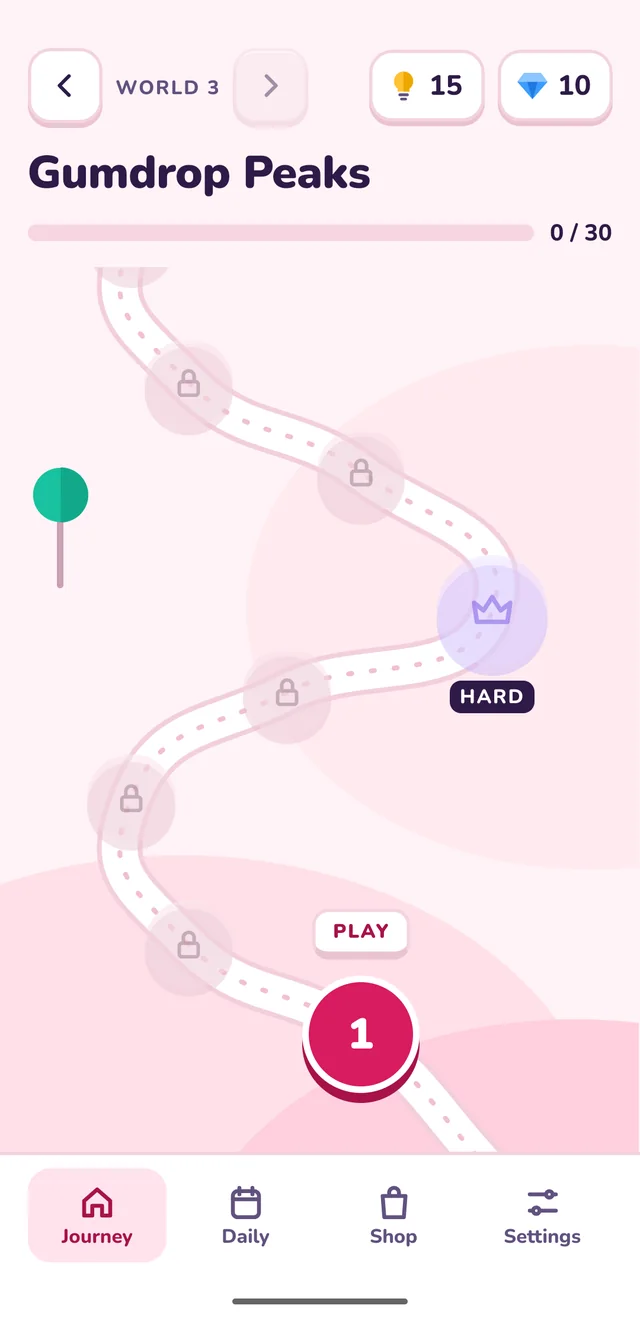 WORLD 3
15
10
Gumdrop Peaks
0 / 30
HARD
PLAY
1
Journey
Daily
Shop
Settings